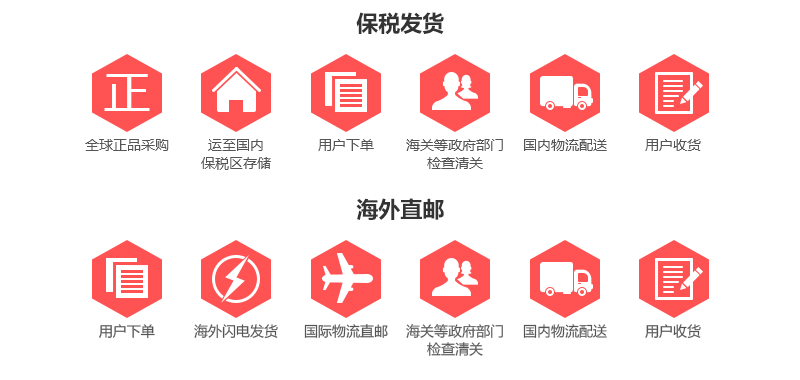 保税发货
正
全球正品采购 运至国内 用户下单 海关等政府部门 国内物流配送 用户收货
保税区存储 检查清关
海外直邮
用户下单 海外闪电发货 国际物流直邮 海关等政府部门 国内物流配送 用户收货
检查清关